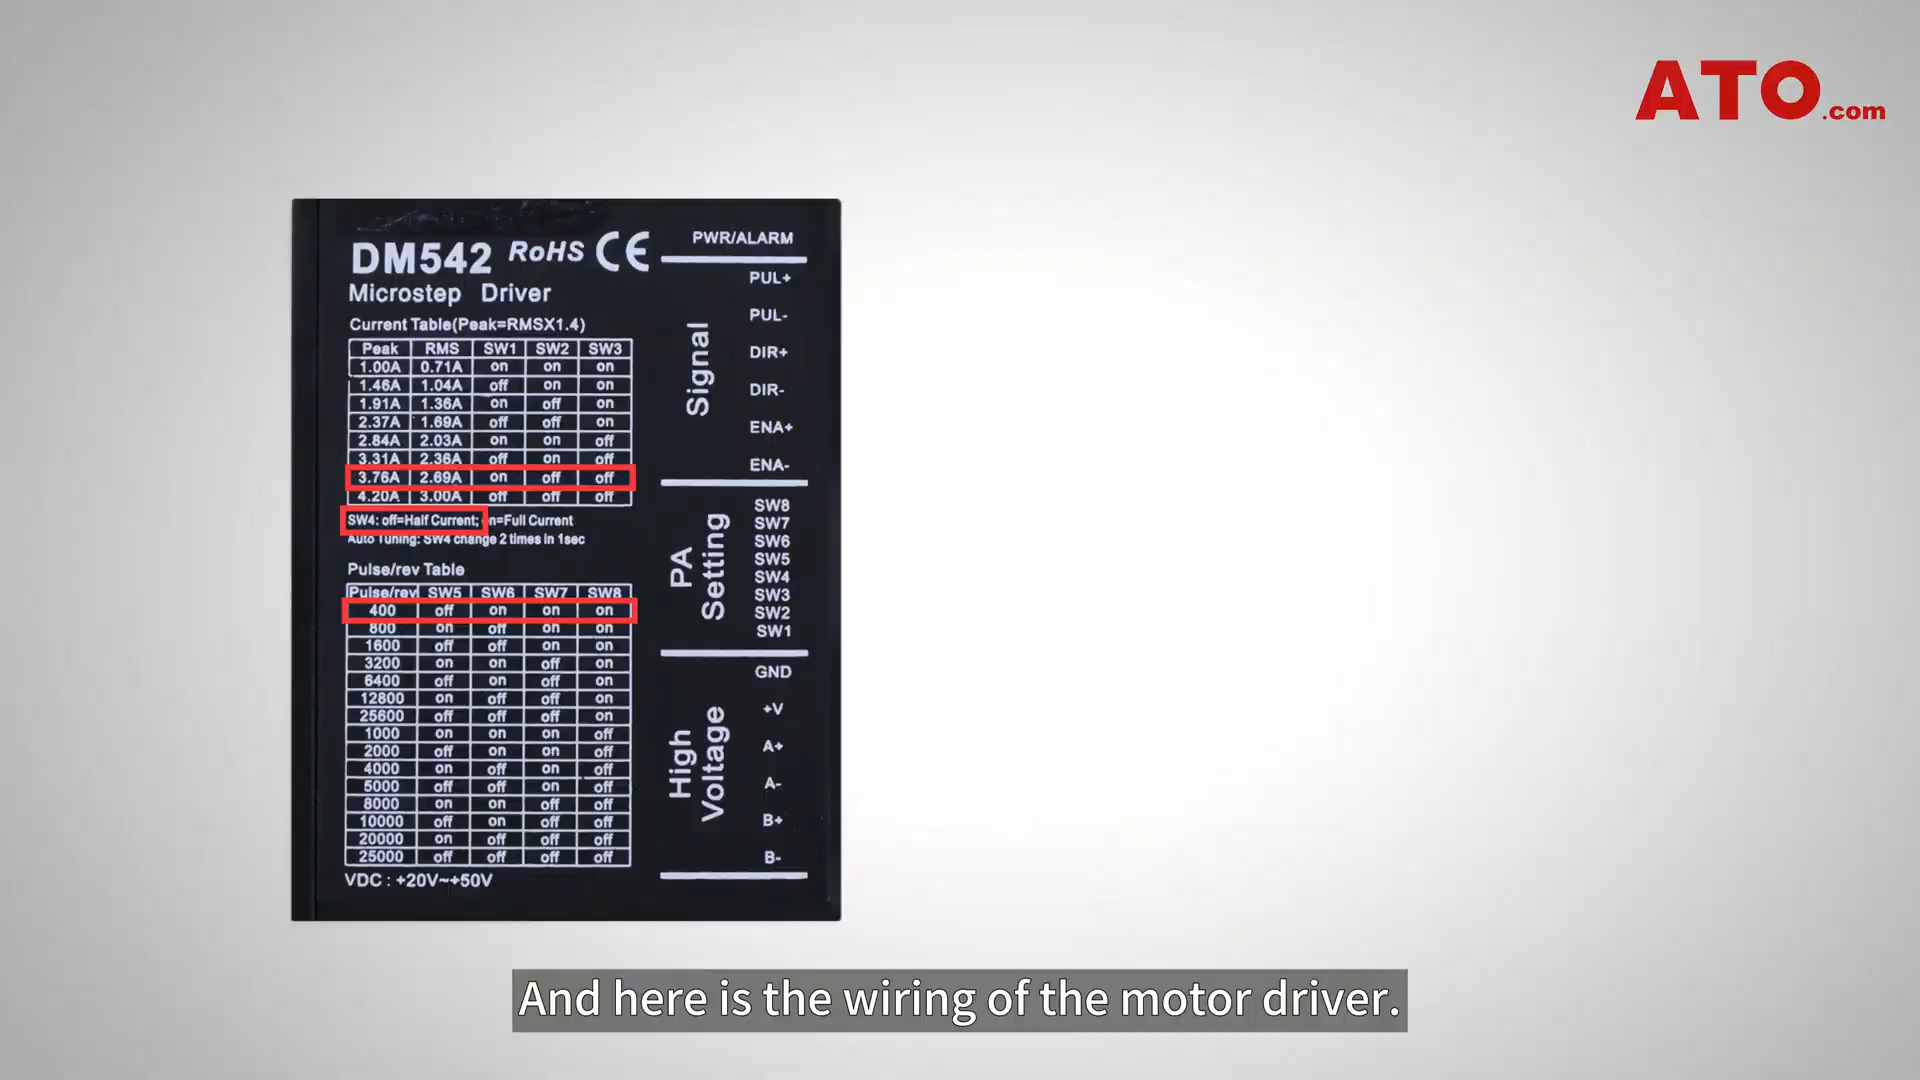 ATO.com
DM542 RoHS CE
Microstep Driver
Current Table(Peak=RMSX1.4)
Peak RMS SW1 SW2 SW3
1.00A 0.71A on on on
1.46A 1.04A off on on
1.91A 1.36A on off on
2.37A 1.69A off off on
2.84A 2.03A on on off
3.31A 2.36A off on off
3.76A 2.69A on off off
4.20A 3.00A off off off
SW4: off=Half Current; on=Full Current
Auto Tuning: SW4 change 2 times in 1sec
Pulse/rev Table
Pulse/rev SW5 SW6 SW7 SW8
400 off on on on
800 on off on on
1600 off off on on
3200 on on off on
6400 off on off on
12800 on off off on
25600 off off off on
1000 on on on off
2000 off on on off
4000 on off on off
5000 off off on off
8000 on on off off
10000 off on off off
20000 on off off off
25000 off off off off
VDC : +20V~+50V
PWR/ALARM
Signal
PUL+
PUL-
DIR+
DIR-
ENA+
ENA-
PA
Setting
SW8
SW7
SW6
SW5
SW4
SW3
SW2
SW1
High
Voltage
GND
+V
A+
A-
B+
B-
And here is the wiring of the motor driver.